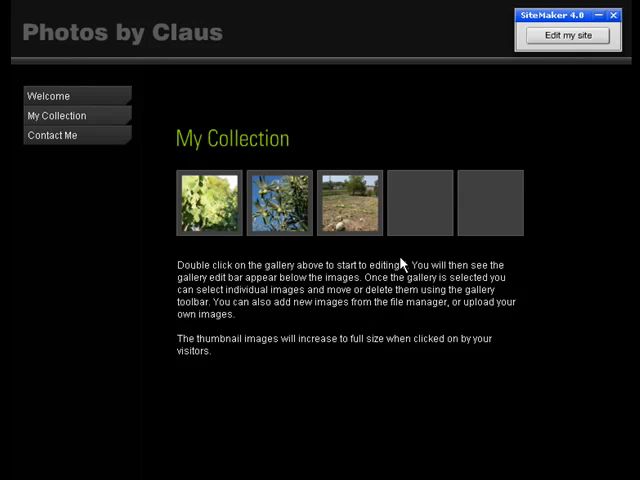 Photos by Claus
SiteMaker 4.0
Edit my site
Welcome
My Collection
Contact Me
My Collection
Double click on the gallery above to start to editing. You will then see the
gallery edit bar appear below the images. Once the gallery is selected you
can select individual images and move or delete them using the gallery
toolbar. You can also add new images from the file manager, or upload your
own images.
The thumbnail images will increase to full size when clicked on by your
visitors.